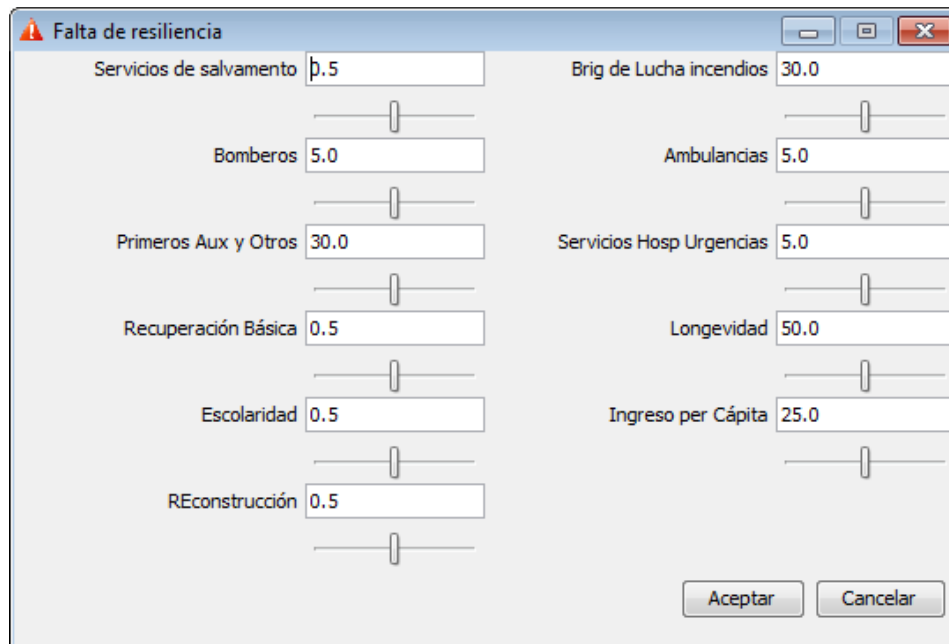 Falta de resiliencia
Servicios de salvamento 0.5 Brig de Lucha incendios 30.0
Bomberos 5.0 Ambulancias 5.0
Primeros Aux y Otros 30.0 Servicios Hosp Urgencias 5.0
Recuperación Básica 0.5 Longevidad 50.0
Escolaridad 0.5 Ingreso per Cápita 25.0
REconstrucción 0.5
Aceptar Cancelar